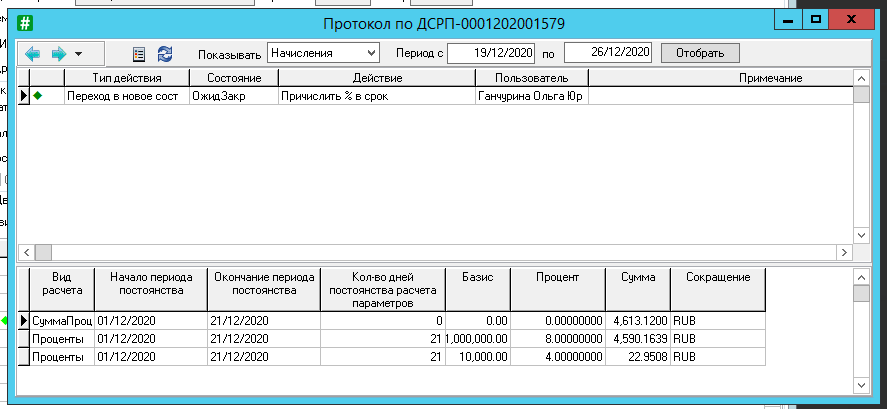 Протокол по ДСРП-0001202001579
Показывать Начисления Период с 19/12/2020 по 26/12/2020 Отобрать
Тип действия Состояние Действие Пользователь Примечание
Переход в новое сост ОжидЗакр Причислить % в срок Ганчурина Ольга Юр
Вид расчета Начало периода постоянства Окончание периода постоянства Кол-во дней постоянства расчета параметров Базис Процент Сумма Сокращение
СуммаПроц 01/12/2020 21/12/2020 0 0.00 0.00000000 4,613.1200 RUB
Проценты 01/12/2020 21/12/2020 21 1,000,000.00 8.00000000 4,590.1639 RUB
Проценты 01/12/2020 21/12/2020 21 10,000.00 4.00000000 22.9508 RUB